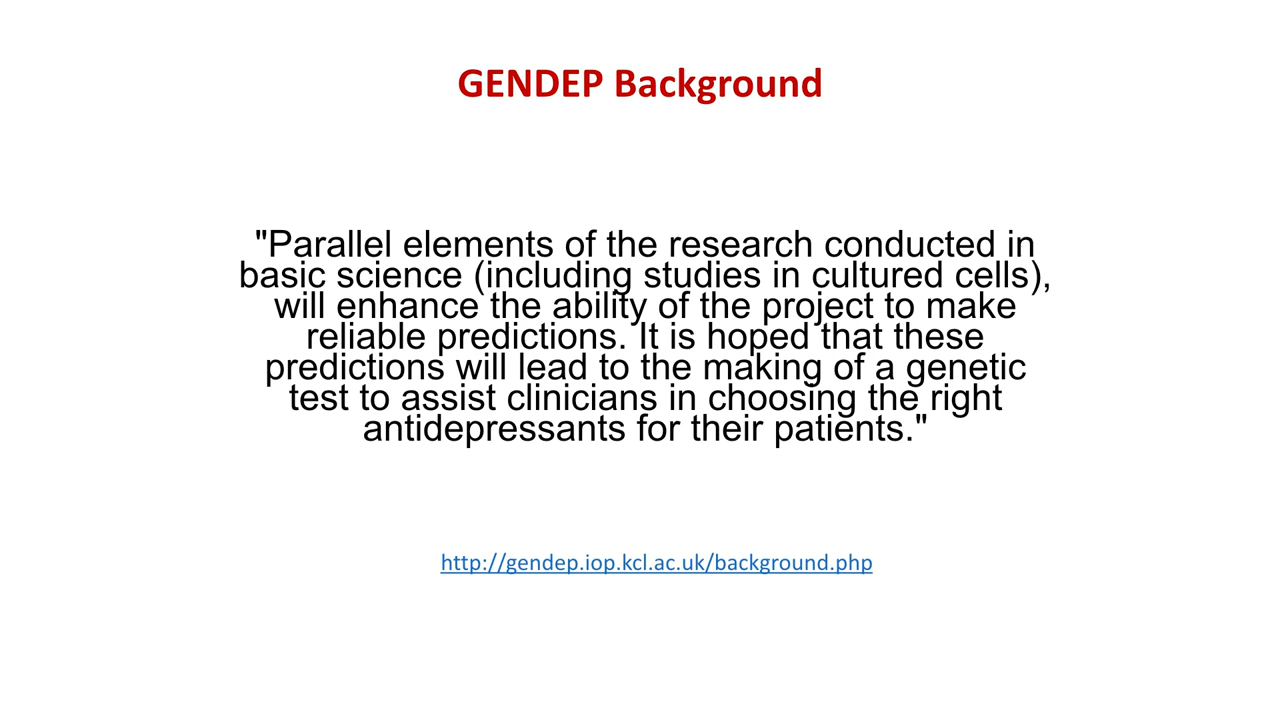 GENDEP Background
"Parallel elements of the research conducted in
basic science (including studies in cultured cells),
will enhance the ability of the project to make
reliable predictions. It is hoped that these
predictions will lead to the making of a genetic
test to assist clinicians in choosing the right
antidepressants for their patients."
http://gendep.iop.kcl.ac.uk/background.php